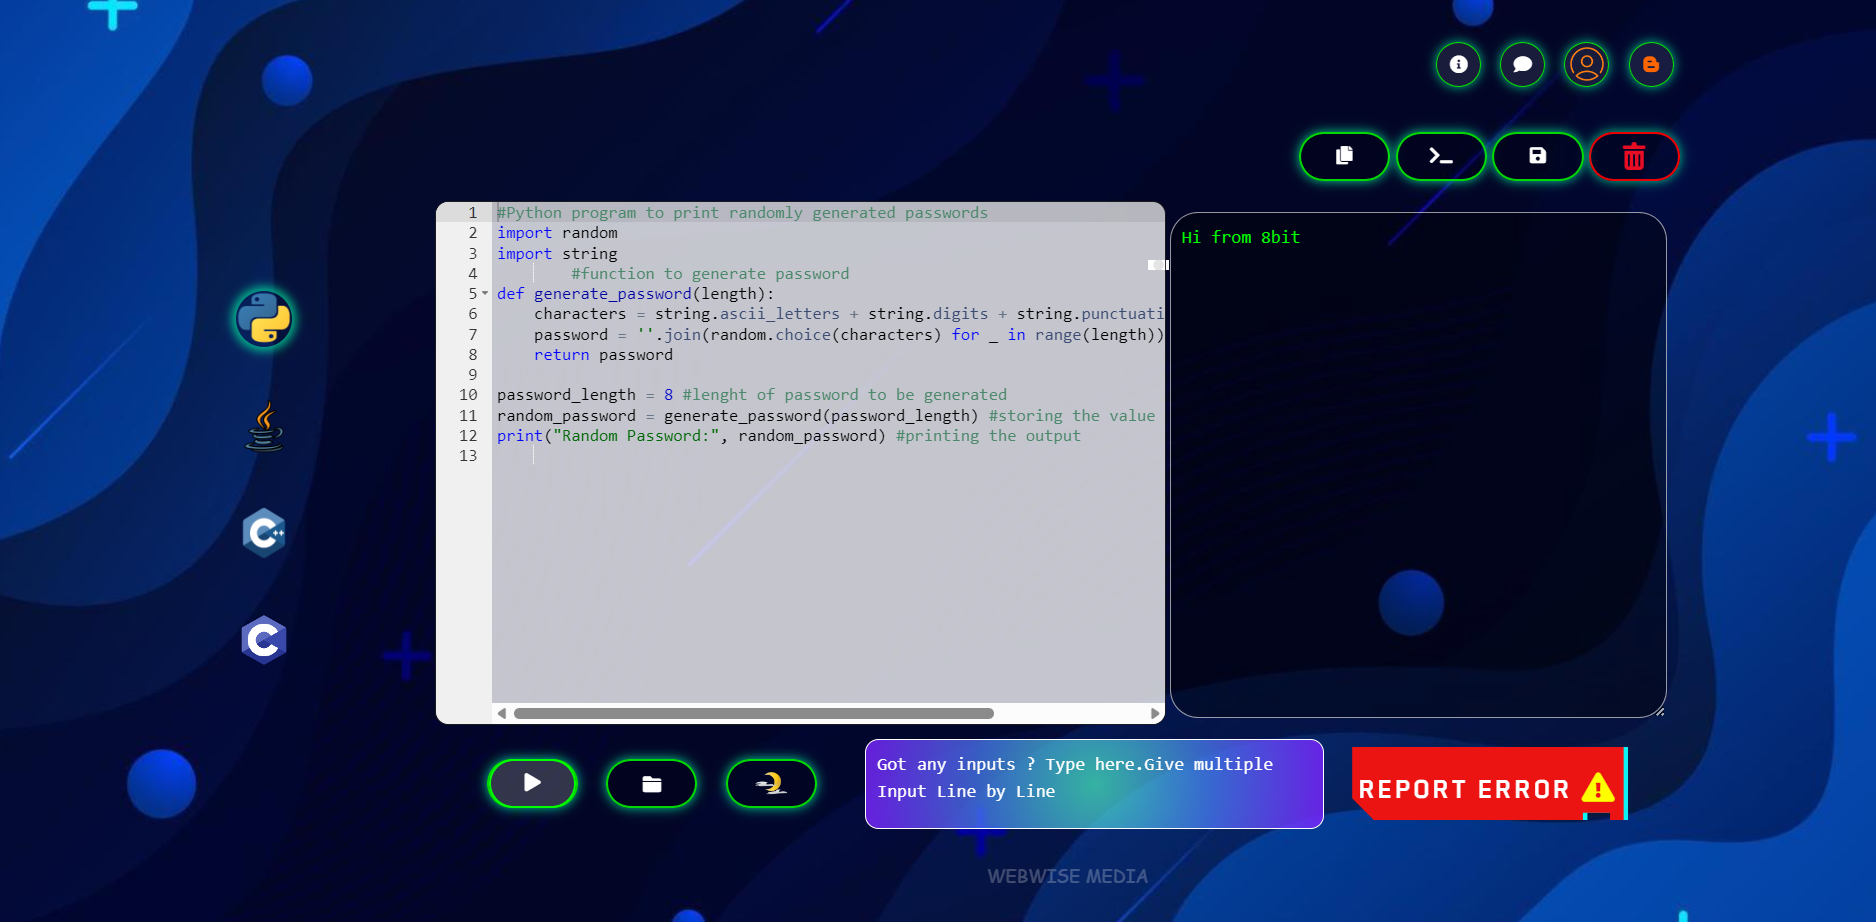 1 #Python program to print randomly generated passwords
2 import random
3 import string
4         #function to generate password
5 def generate_password(length):
6     characters = string.ascii_letters + string.digits + string.punctuati
7     password = ''.join(random.choice(characters) for _ in range(length))
8     return password
9
10 password_length = 8 #lenght of password to be generated
11 random_password = generate_password(password_length) #storing the value
12 print("Random Password:", random_password) #printing the output
13
Hi from 8bit
C++
C
Got any inputs ? Type here.Give multiple
Input Line by Line
REPORT ERROR
WEBWISE MEDIA